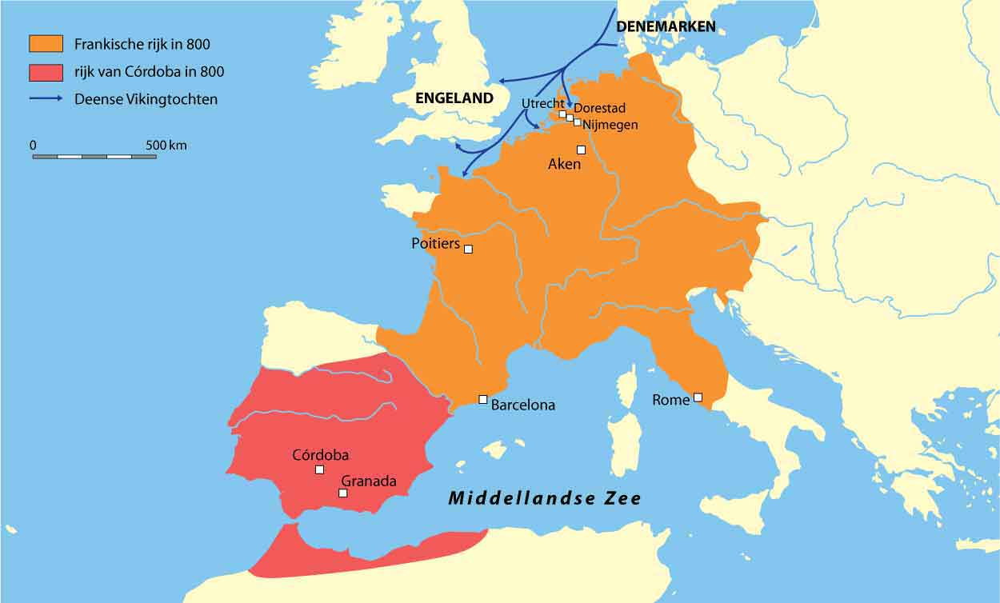 Frankische rijk in 800
rijk van Córdoba in 800
Deense Vikingtochten
0 500 km
DENEMARKEN
ENGELAND
Utrecht
Dorestad
Nijmegen
Aken
Poitiers
Barcelona
Rome
Córdoba
Granada
Middellandse Zee